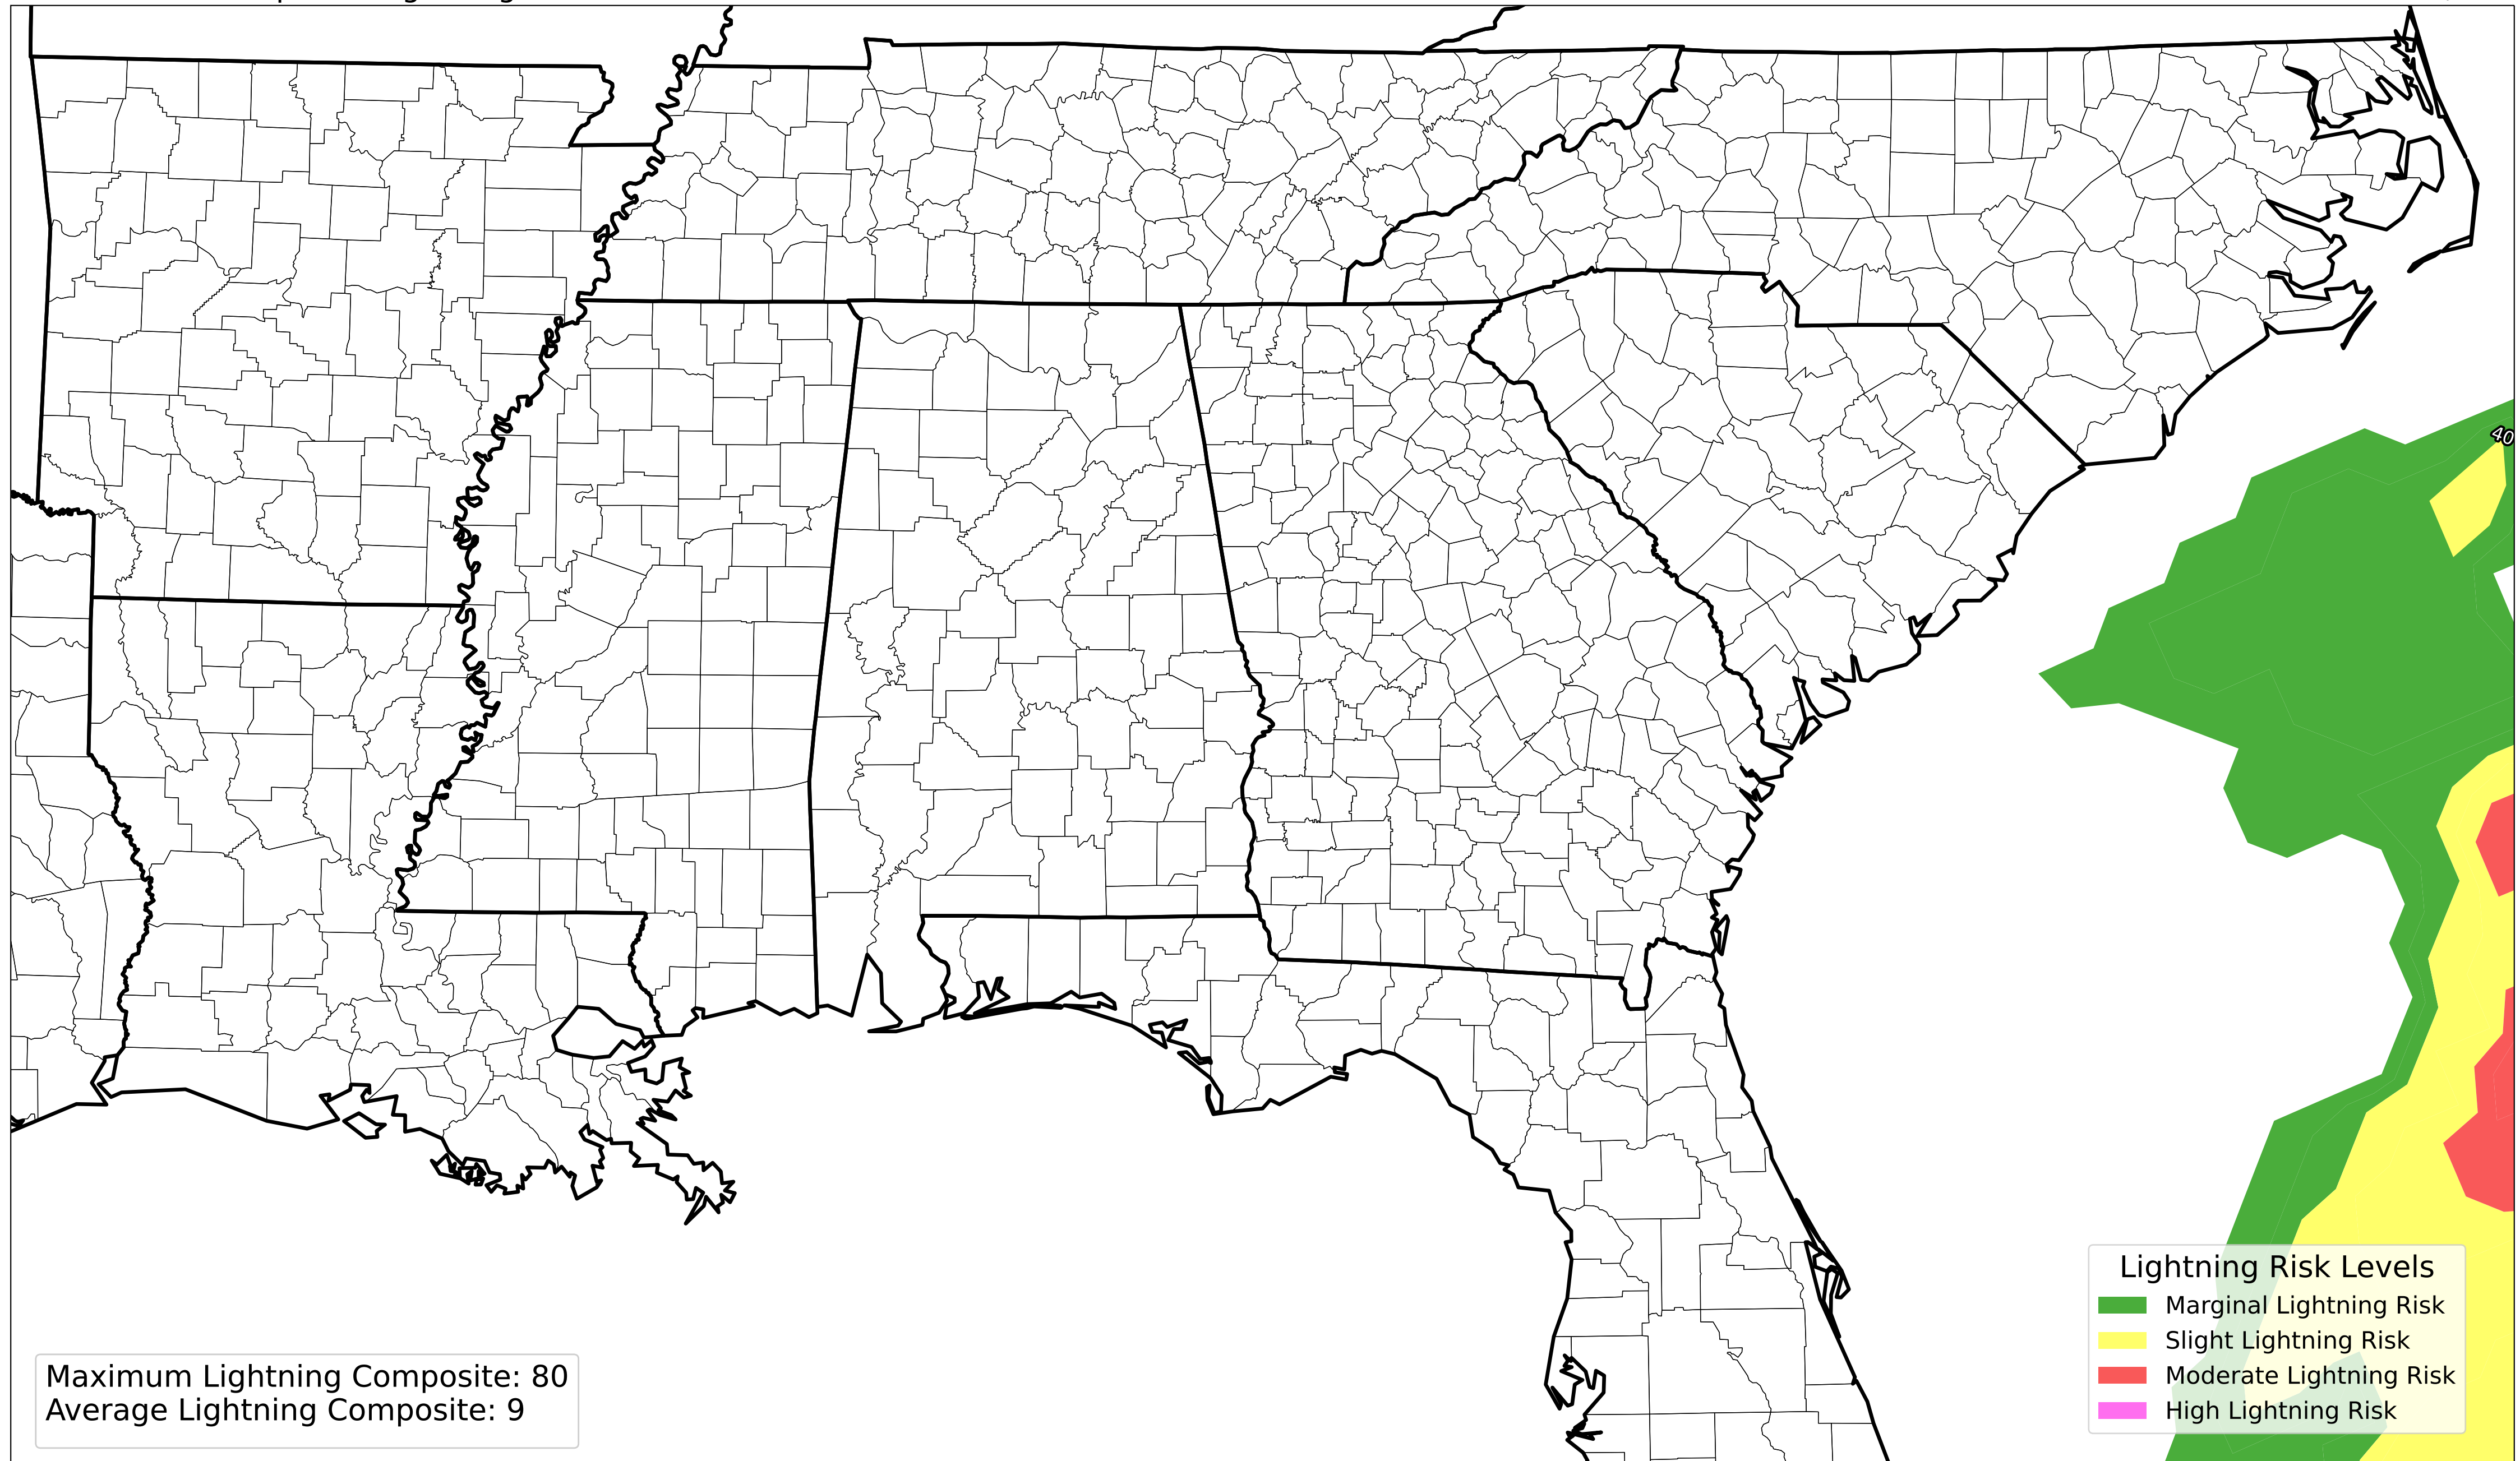 40
Lightning Risk Levels
Marginal Lightning Risk
Slight Lightning Risk
Moderate Lightning Risk
High Lightning Risk
Maximum Lightning Composite: 80
Average Lightning Composite: 9